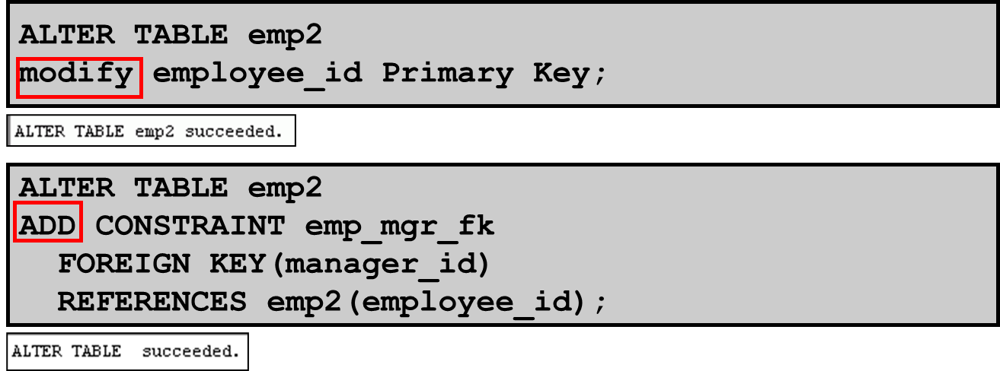 ALTER TABLE emp2
modify employee_id Primary Key;
ALTER TABLE emp2 succeeded.
ALTER TABLE emp2
ADD CONSTRAINT emp_mgr_fk
FOREIGN KEY(manager_id)
REFERENCES emp2(employee_id);
ALTER TABLE  succeeded.